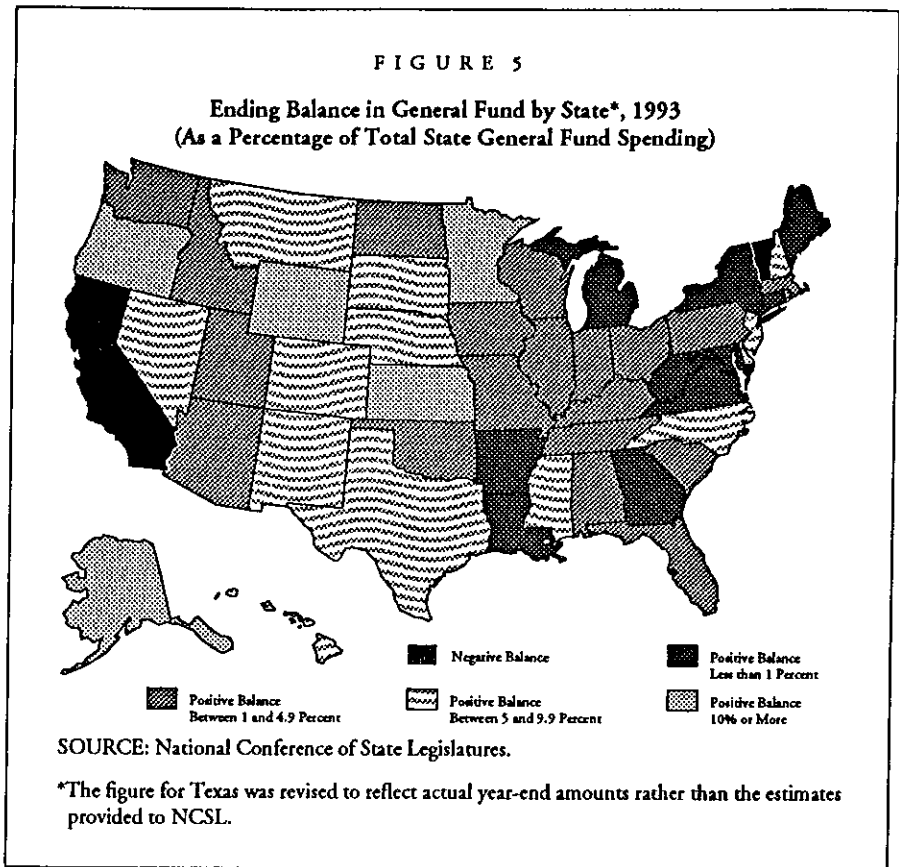 FIGURE 5
Ending Balance in General Fund by State*, 1993
(As a Percentage of Total State General Fund Spending)
Negative Balance
Positive Balance
Less than 1 Percent
Positive Balance
Between 1 and 4.9 Percent
Positive Balance
Between 5 and 9.9 Percent
Positive Balance
10% or More
SOURCE: National Conference of State Legislatures.
*The figure for Texas was revised to reflect actual year-end amounts rather than the estimates
provided to NCSL.